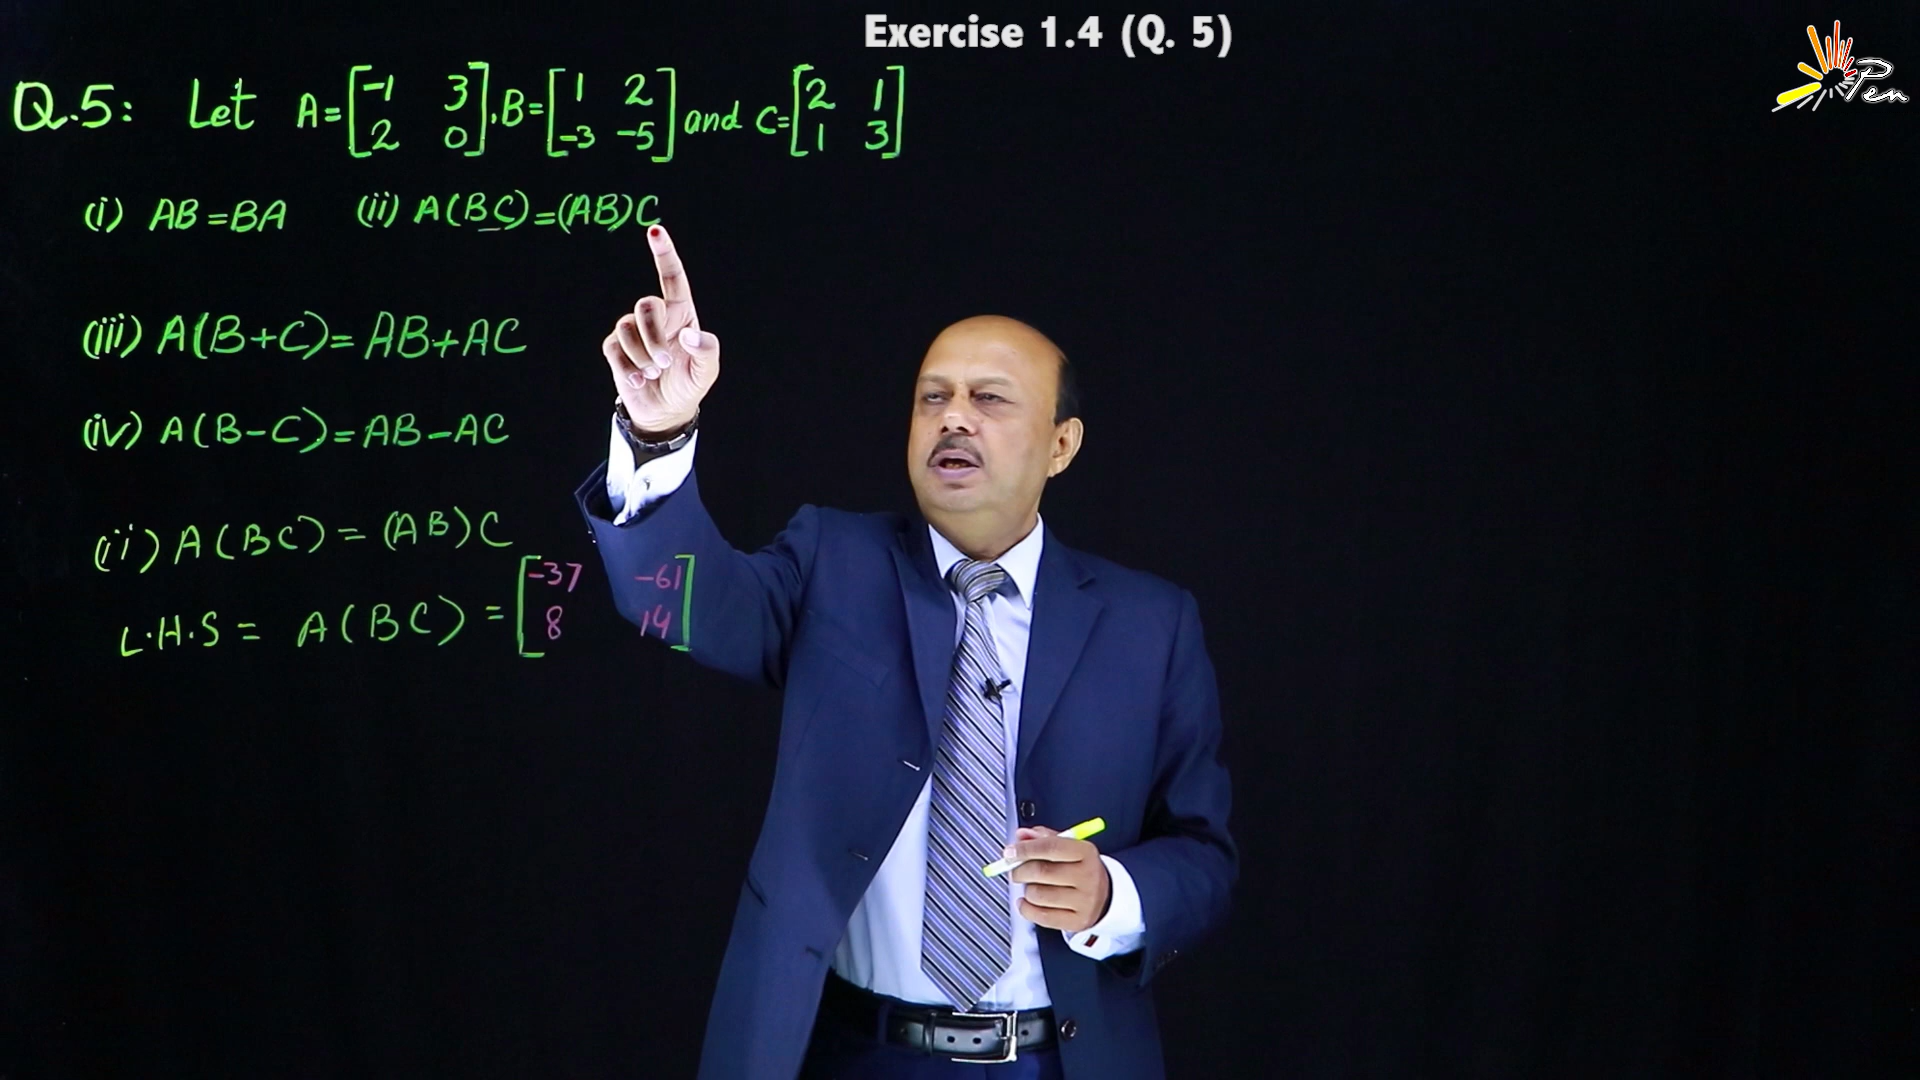 Exercise 1.4 (Q. 5)
Pen
Q.5: Let A=[-1 3; 2 0], B=[1 2; -3 -5] and C=[2 1; 1 3]
(i) AB=BA (ii) A(BC)=(AB)C
(iii) A(B+C)=AB+AC
(iv) A(B-C)=AB-AC
(ii) A(BC)=(AB)C
L.H.S = A(BC) = [-37 -61; 8 14]